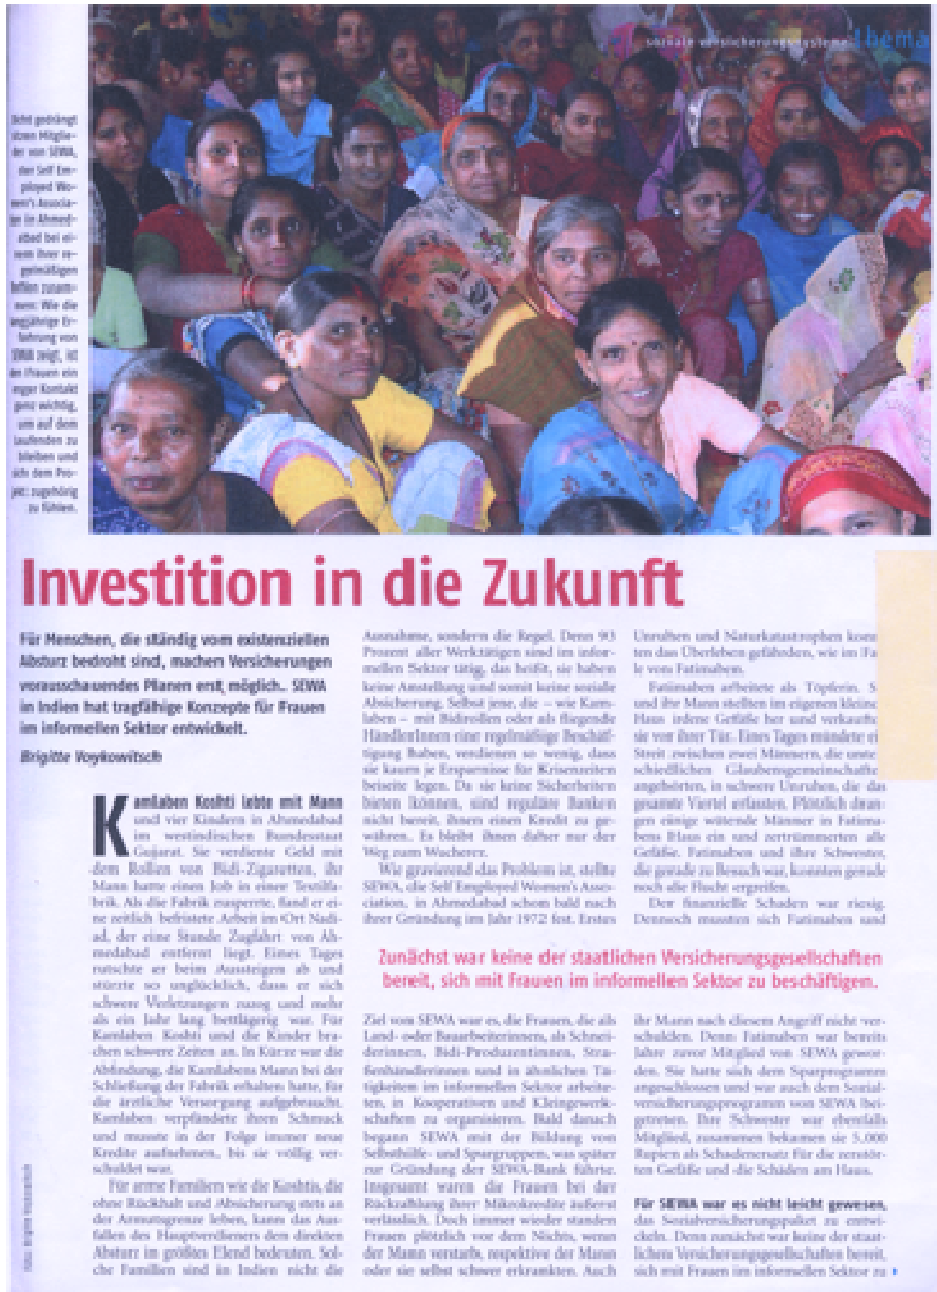 soziale versicherungssysteme thema
Dicht gedrängt
sitzen Mitglie-
der von SEWA,
der Self Em-
ployed Wo-
men's Associa-
tion in Ahmed-
abad bei ei-
nem ihrer re-
gelmäßigen
Treffen zusam-
men: Wie die
langjährige Er-
fahrung von
SEWA zeigt, ist
den Frauen ein
enger Kontakt
ganz wichtig,
um auf dem
Laufenden zu
bleiben und
sich dem Pro-
jekt zugehörig
zu fühlen.
Investition in die Zukunft
Für Menschen, die ständig vom existenziellen
Absturz bedroht sind, machen Versicherungen
vorausschauendes Planen erst möglich. SEWA
in Indien hat tragfähige Konzepte für Frauen
im informellen Sektor entwickelt.
Brigitte Voykowitsch
Kamlaben Koshti lebte mit Mann
und vier Kindern in Ahmedabad
im westindischen Bundesstaat
Gujarat. Sie verdiente Geld mit
dem Rollen von Bidi-Zigaretten, ihr
Mann hatte einen Job in einer Textilfa-
brik. Als die Fabrik zusperrte, fand er ei-
ne zeitlich befristete Arbeit im Ort Nadi-
ad, der eine Stunde Zugfahrt von Ah-
medabad entfernt liegt. Eines Tages
rutschte er beim Aussteigen ab und
stürzte so unglücklich, dass er sich
schwere Verletzungen zuzog und mehr
als ein Jahr lang bettlägerig war. Für
Kamlaben Koshti und die Kinder bra-
chen schwere Zeiten an. In Kürze war die
Abfindung, die Kamlabens Mann bei der
Schließung der Fabrik erhalten hatte, für
die ärztliche Versorgung aufgebraucht.
Kamlaben verpfändete ihren Schmuck
und musste in der Folge immer neue
Kredite aufnehmen, bis sie völlig ver-
schuldet war.
Für arme Familien wie die Koshtis, die
ohne Rückhalt und Absicherung stets an
der Armutsgrenze leben, kann das Aus-
fallen des Hauptverdieners dem direkten
Absturz im größten Elend bedeuten. Sol-
che Familien sind in Indien nicht die
Ausnahme, sondern die Regel. Denn 93
Prozent aller Werktätigen sind im infor-
mellen Sektor tätig, das heißt, sie haben
keine Anstellung und somit keine soziale
Absicherung. Selbst jene, die – wie Kam-
laben – mit Bidirollen oder als fliegende
HändlerInnen eine regelmäßige Beschäf-
tigung haben, verdienen so wenig, dass
sie kaum je Ersparnisse für Krisenzeiten
beiseite legen. Da sie keine Sicherheiten
bieten können, sind reguläre Banken
nicht bereit, ihnen einen Kredit zu ge-
währen. Es bleibt ihnen daher nur der
Weg zum Wucherer.
Wie gravierend das Problem ist, stellte
SEWA, die Self Employed Women's Asso-
ciation, in Ahmedabad schon bald nach
ihrer Gründung im Jahr 1972 fest. Erstes
Unruhen und Naturkatastrophen konn
ten das Überleben gefährden, wie im Fa
le von Fatimaben.
Fatimaben arbeitete als Töpferin. S
und ihr Mann stellten im eigenen kleine
Haus irdene Gefäße her und verkaufte
sie vor ihrer Tür. Eines Tages mündete ei
Streit zwischen zwei Männern, die unte
schiedlichen Glaubensgemeinschafte
angehörten, in schwere Unruhen, die das
gesamte Viertel erfassten. Plötzlich dran-
gen einige wütende Männer in Fatima-
bens Haus ein und zertrümmerten alle
Gefäße. Fatimaben und ihre Schwester,
die gerade zu Besuch war, konnten gerade
noch die Flucht ergreifen.
Der finanzielle Schaden war riesig.
Dennoch mussten sich Fatimaben und
Zunächst war keine der staatlichen Versicherungsgesellschaften
bereit, sich mit Frauen im informellen Sektor zu beschäftigen.
Ziel von SEWA war es, die Frauen, die als
Land- oder Bauarbeiterinnen, als Schnei-
derinnen, Bidi-Produzentinnen, Stra-
ßenhändlerinnen und in ähnlichen Tä-
tigkeiten im informellen Sektor arbeite-
ten, in Kooperativen und Kleingewerk-
schaften zu organisieren. Bald danach
begann SEWA mit der Bildung von
Selbsthilfe- und Spargruppen, was später
zur Gründung der SEWA-Bank führte.
Insgesamt waren die Frauen bei der
Rückzahlung ihrer Mikrokredite äußerst
verlässlich. Doch immer wieder standen
Frauen plötzlich vor dem Nichts, wenn
der Mann verstarb, respektive der Mann
oder sie selbst schwer erkrankten. Auch
ihr Mann nach diesem Angriff nicht ver-
schulden. Denn Fatimaben war bereits
Jahre zuvor Mitglied von SEWA gewor-
den. Sie hatte sich dem Sparprogramm
angeschlossen und war auch dem Sozial-
versicherungsprogramm von SEWA bei-
getreten. Ihre Schwester war ebenfalls
Mitglied, zusammen bekamen sie 5.000
Rupien als Schadenersatz für die zerstör-
ten Gefäße und die Schäden am Haus.
Für SEWA war es nicht leicht gewesen,
das Sozialversicherungspaket zu entwi-
ckeln. Denn zunächst war keine der staat-
lichen Versicherungsgesellschaften bereit,
sich mit Frauen im informellen Sektor zu
Foto: Brigitte Voykowitsch